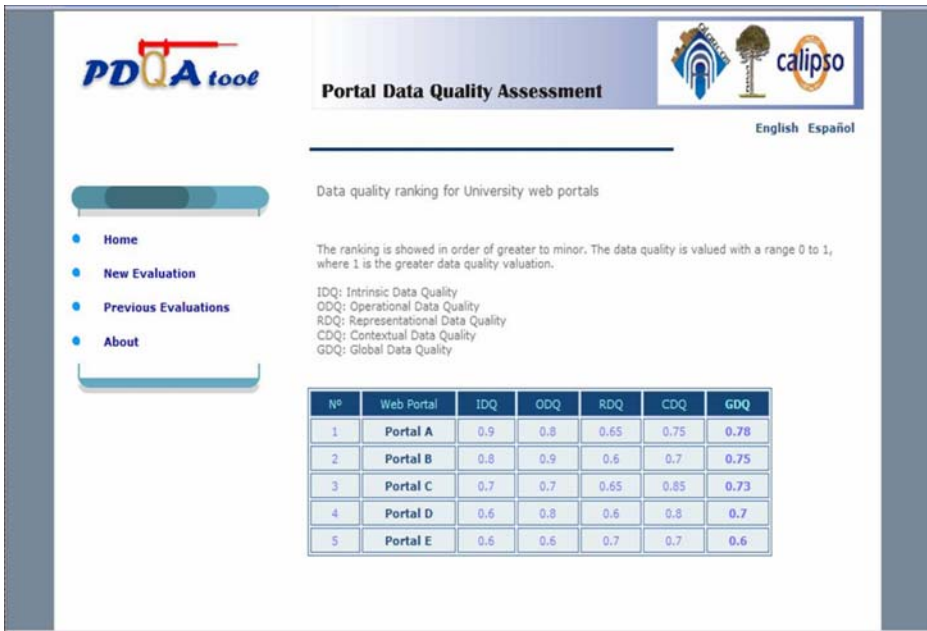 PDQA tool
Portal Data Quality Assessment
calipso
English Español
Home
New Evaluation
Previous Evaluations
About
Data quality ranking for University web portals
The ranking is showed in order of greater to minor. The data quality is valued with a range 0 to 1,
where 1 is the greater data quality valuation.
IDQ: Intrinsic Data Quality
ODQ: Operational Data Quality
RDQ: Representational Data Quality
CDQ: Contextual Data Quality
GDQ: Global Data Quality
Nº Web Portal IDQ ODQ RDQ CDQ GDQ
1 Portal A 0.9 0.8 0.65 0.75 0.78
2 Portal B 0.8 0.9 0.6 0.7 0.75
3 Portal C 0.7 0.7 0.65 0.85 0.73
4 Portal D 0.6 0.8 0.6 0.8 0.7
5 Portal E 0.6 0.6 0.7 0.7 0.6